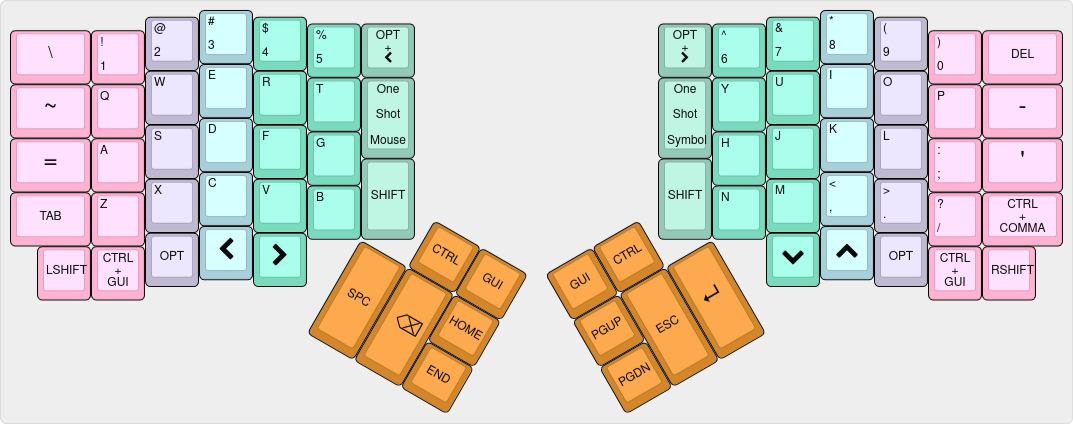 \ ! 1 @ 2 # 3 $ 4 % 5 OPT + <
~ Q W E R T One Shot Mouse
= A S D F G
TAB Z X C V B SHIFT
LSHIFT CTRL + GUI OPT < >
SPC ⌫ CTRL GUI HOME END
OPT + > ^ 6 & 7 * 8 ( 9 ) 0 DEL
One Shot Symbol Y U I O P -
H J K L : ; '
SHIFT N M < , > . ? / CTRL + COMMA
OPT CTRL + GUI RSHIFT
GUI CTRL PGUP PGDN ESC ↵